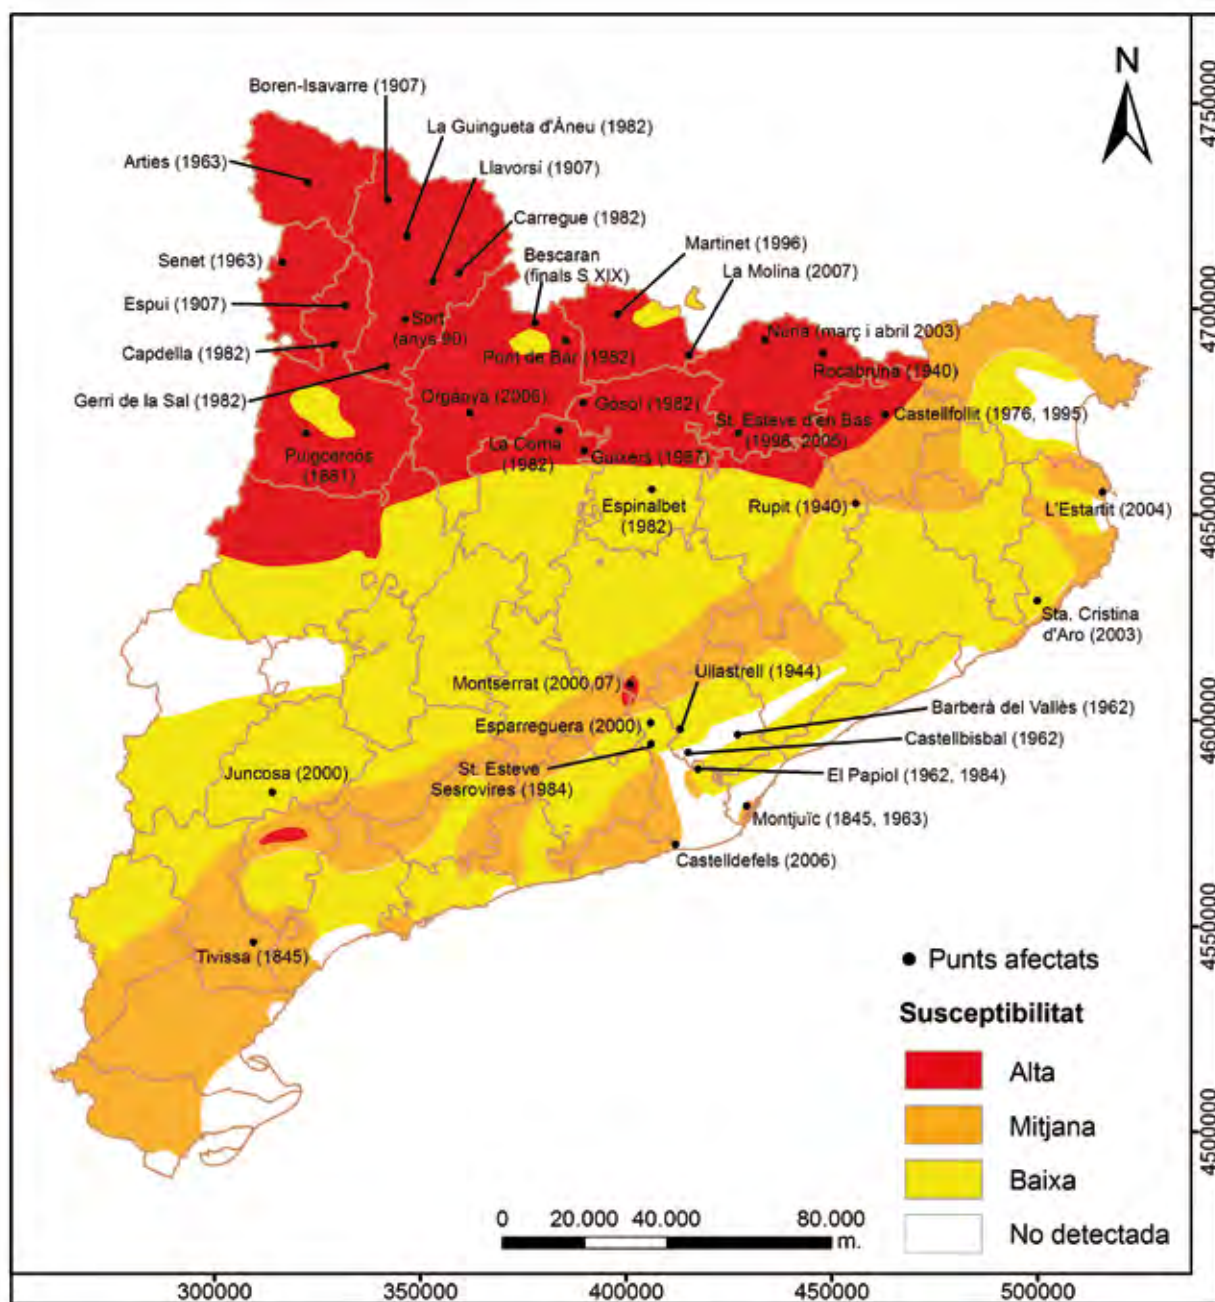 N
Boren-Isavarre (1907)
La Guingueta d'Àneu (1982)
Arties (1963)
Llavorsí (1907)
Carregue (1982)
Bescaran
(finals S XIX)
Martinet (1996)
La Molina (2007)
Senet (1963)
Espui (1907)
Sort
(anys 90)
Capdella (1982)
Pont de Bar (1982)
Núria (març i abril 2003)
Rocabruna (1940)
Gerri de la Sal (1982)
Organyà (2006)
Gósol (1982)
St. Esteve d'en Bas
Castellfollit (1976, 1995)
La Coma
(1982)
Puigcercós
(1881)
Espinalbet
(1982)
Rupit (1940)
L'Estartit (2004)
Sta. Cristina
d'Aro (2003)
Montserrat (2000,07)
Ullastrell (1944)
Esparreguera (2000)
Barberà del Vallès (1962)
Castellbisbal (1962)
St. Esteve
Sesrovires (1984)
El Papiol (1962, 1984)
Juncosa (2000)
Montjuïc (1845, 1963)
Castelldefels (2006)
Tivissa (1845)
Punts afectats
Susceptibilitat
Alta
Mitjana
Baixa
No detectada
0 20.000 40.000 80.000
m.
300000 350000 400000 450000 500000
4750000
4700000
4650000
4600000
4550000
4500000